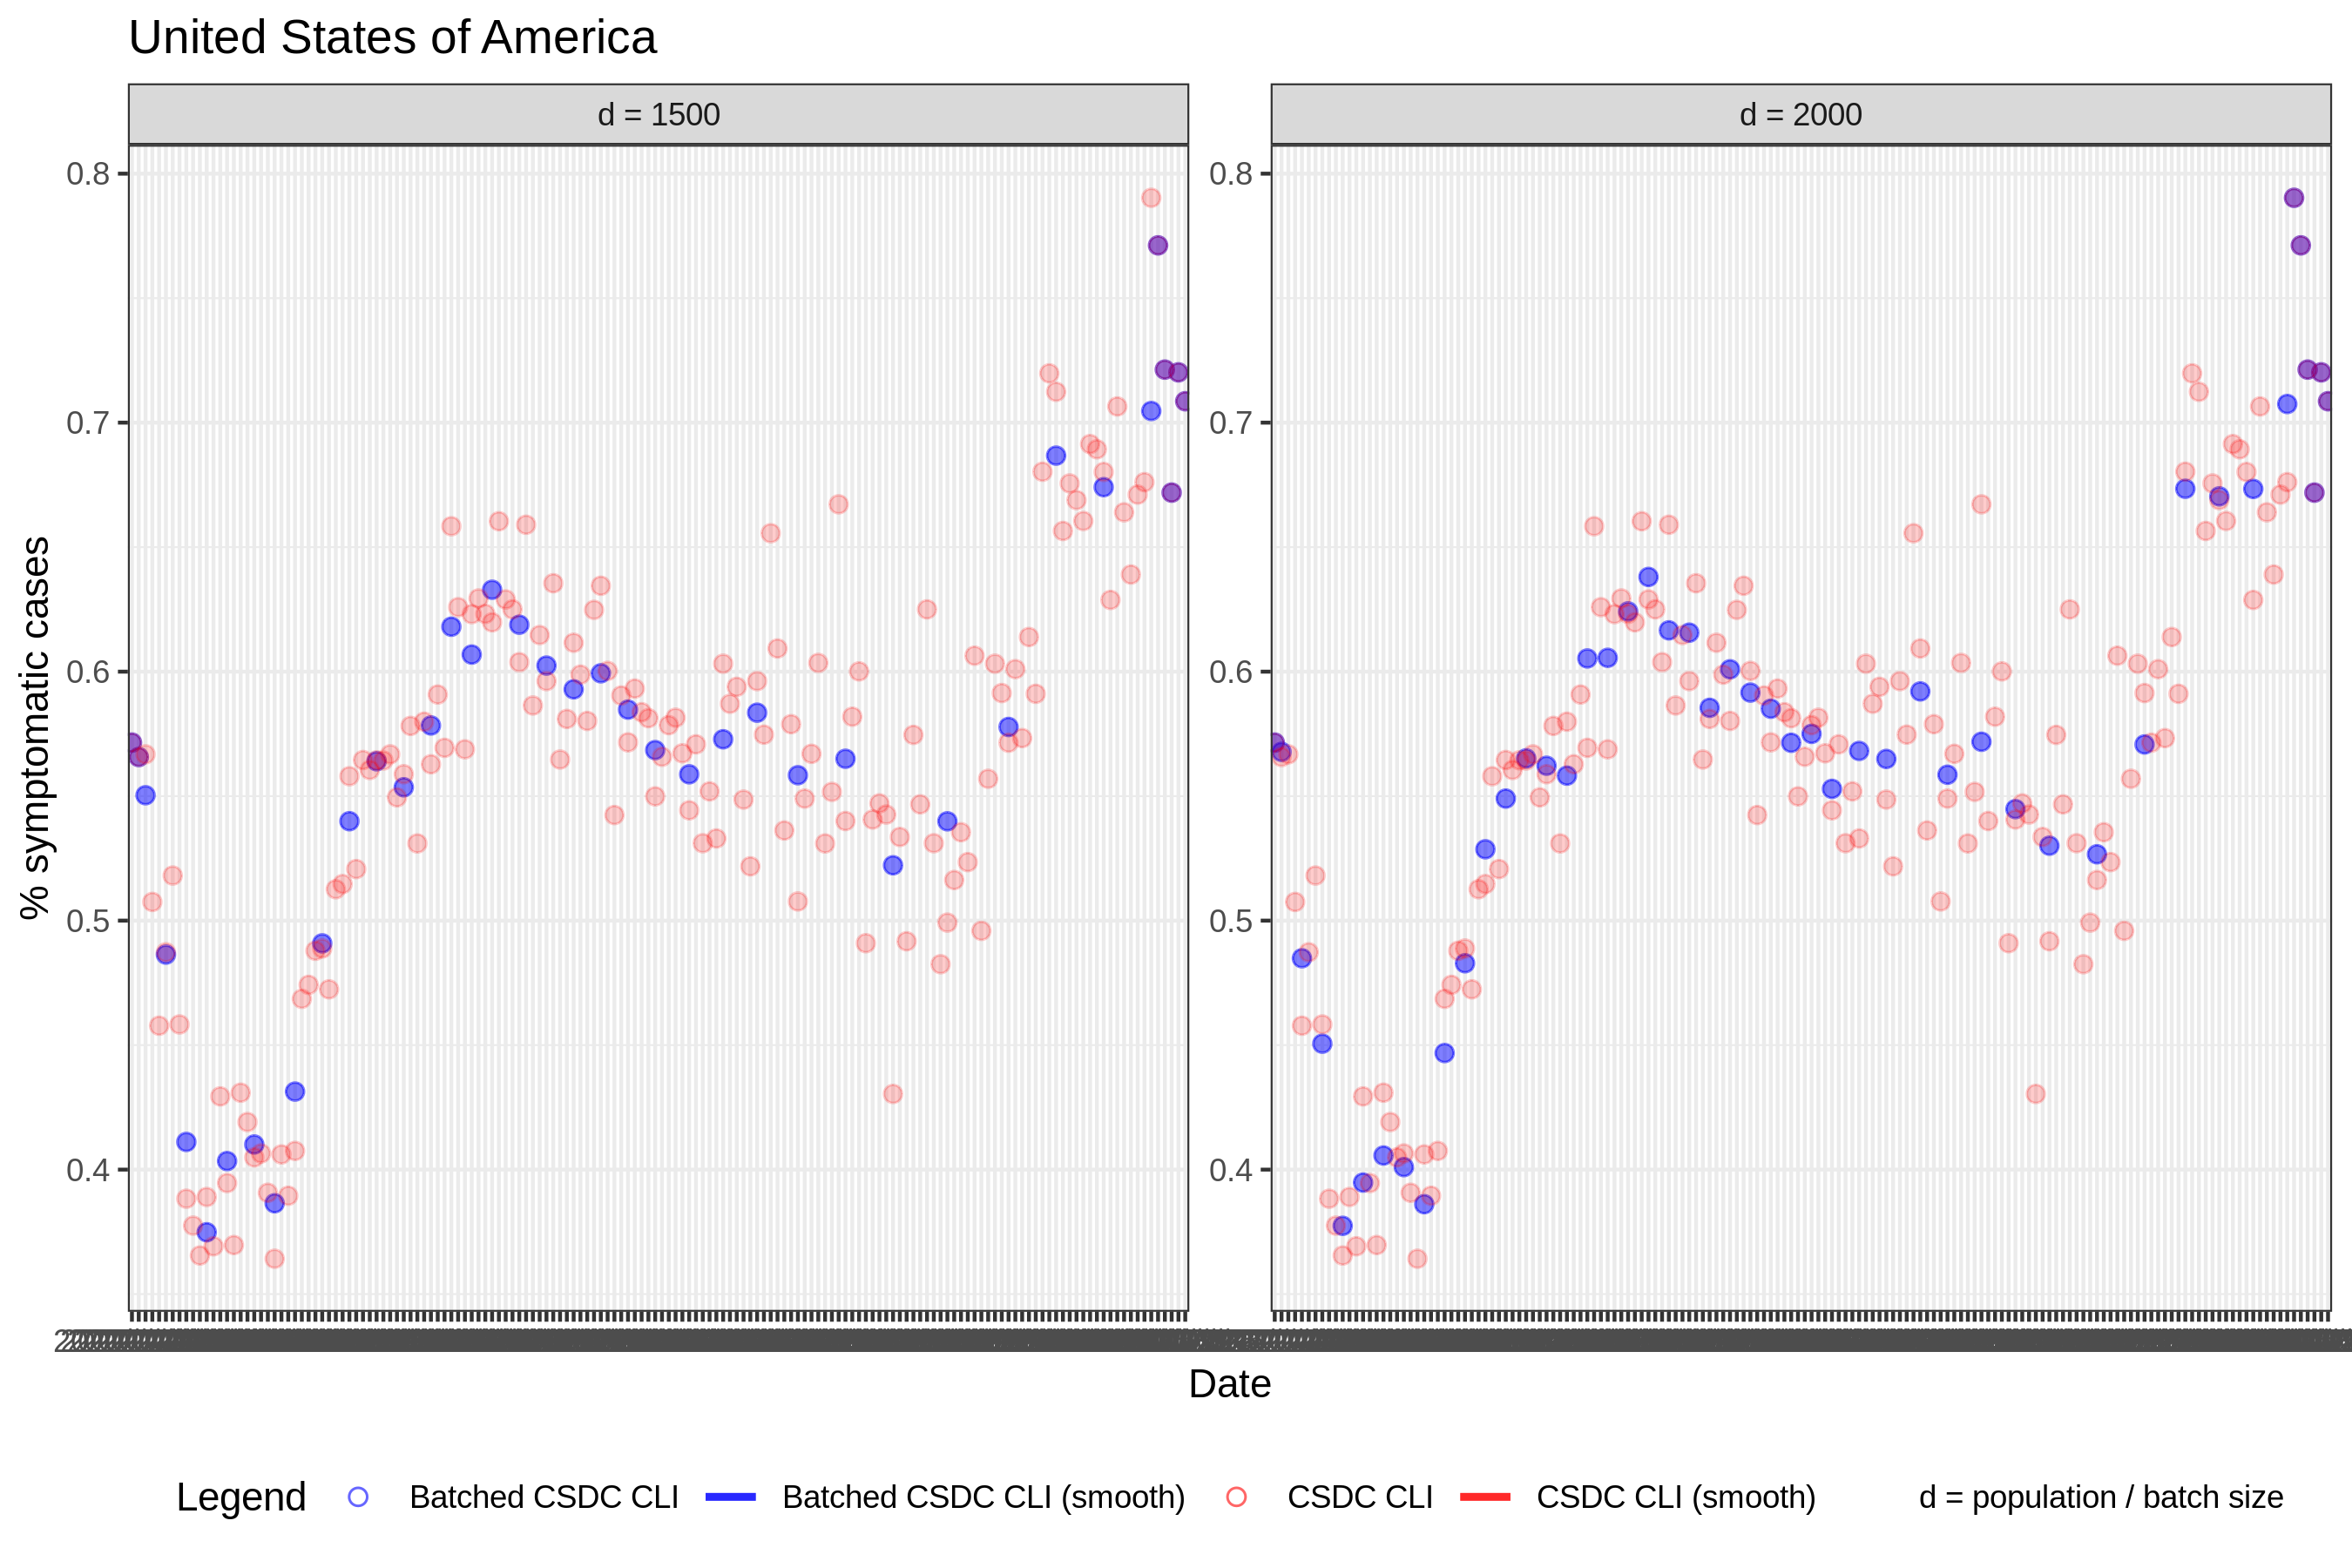 United States of America
d = 1500
d = 2000
% symptomatic cases
0.8
0.7
0.6
0.5
0.4
0.8
0.7
0.6
0.5
0.4
Date
Legend
Batched CSDC CLI
Batched CSDC CLI (smooth)
CSDC CLI
CSDC CLI (smooth)
d = population / batch size